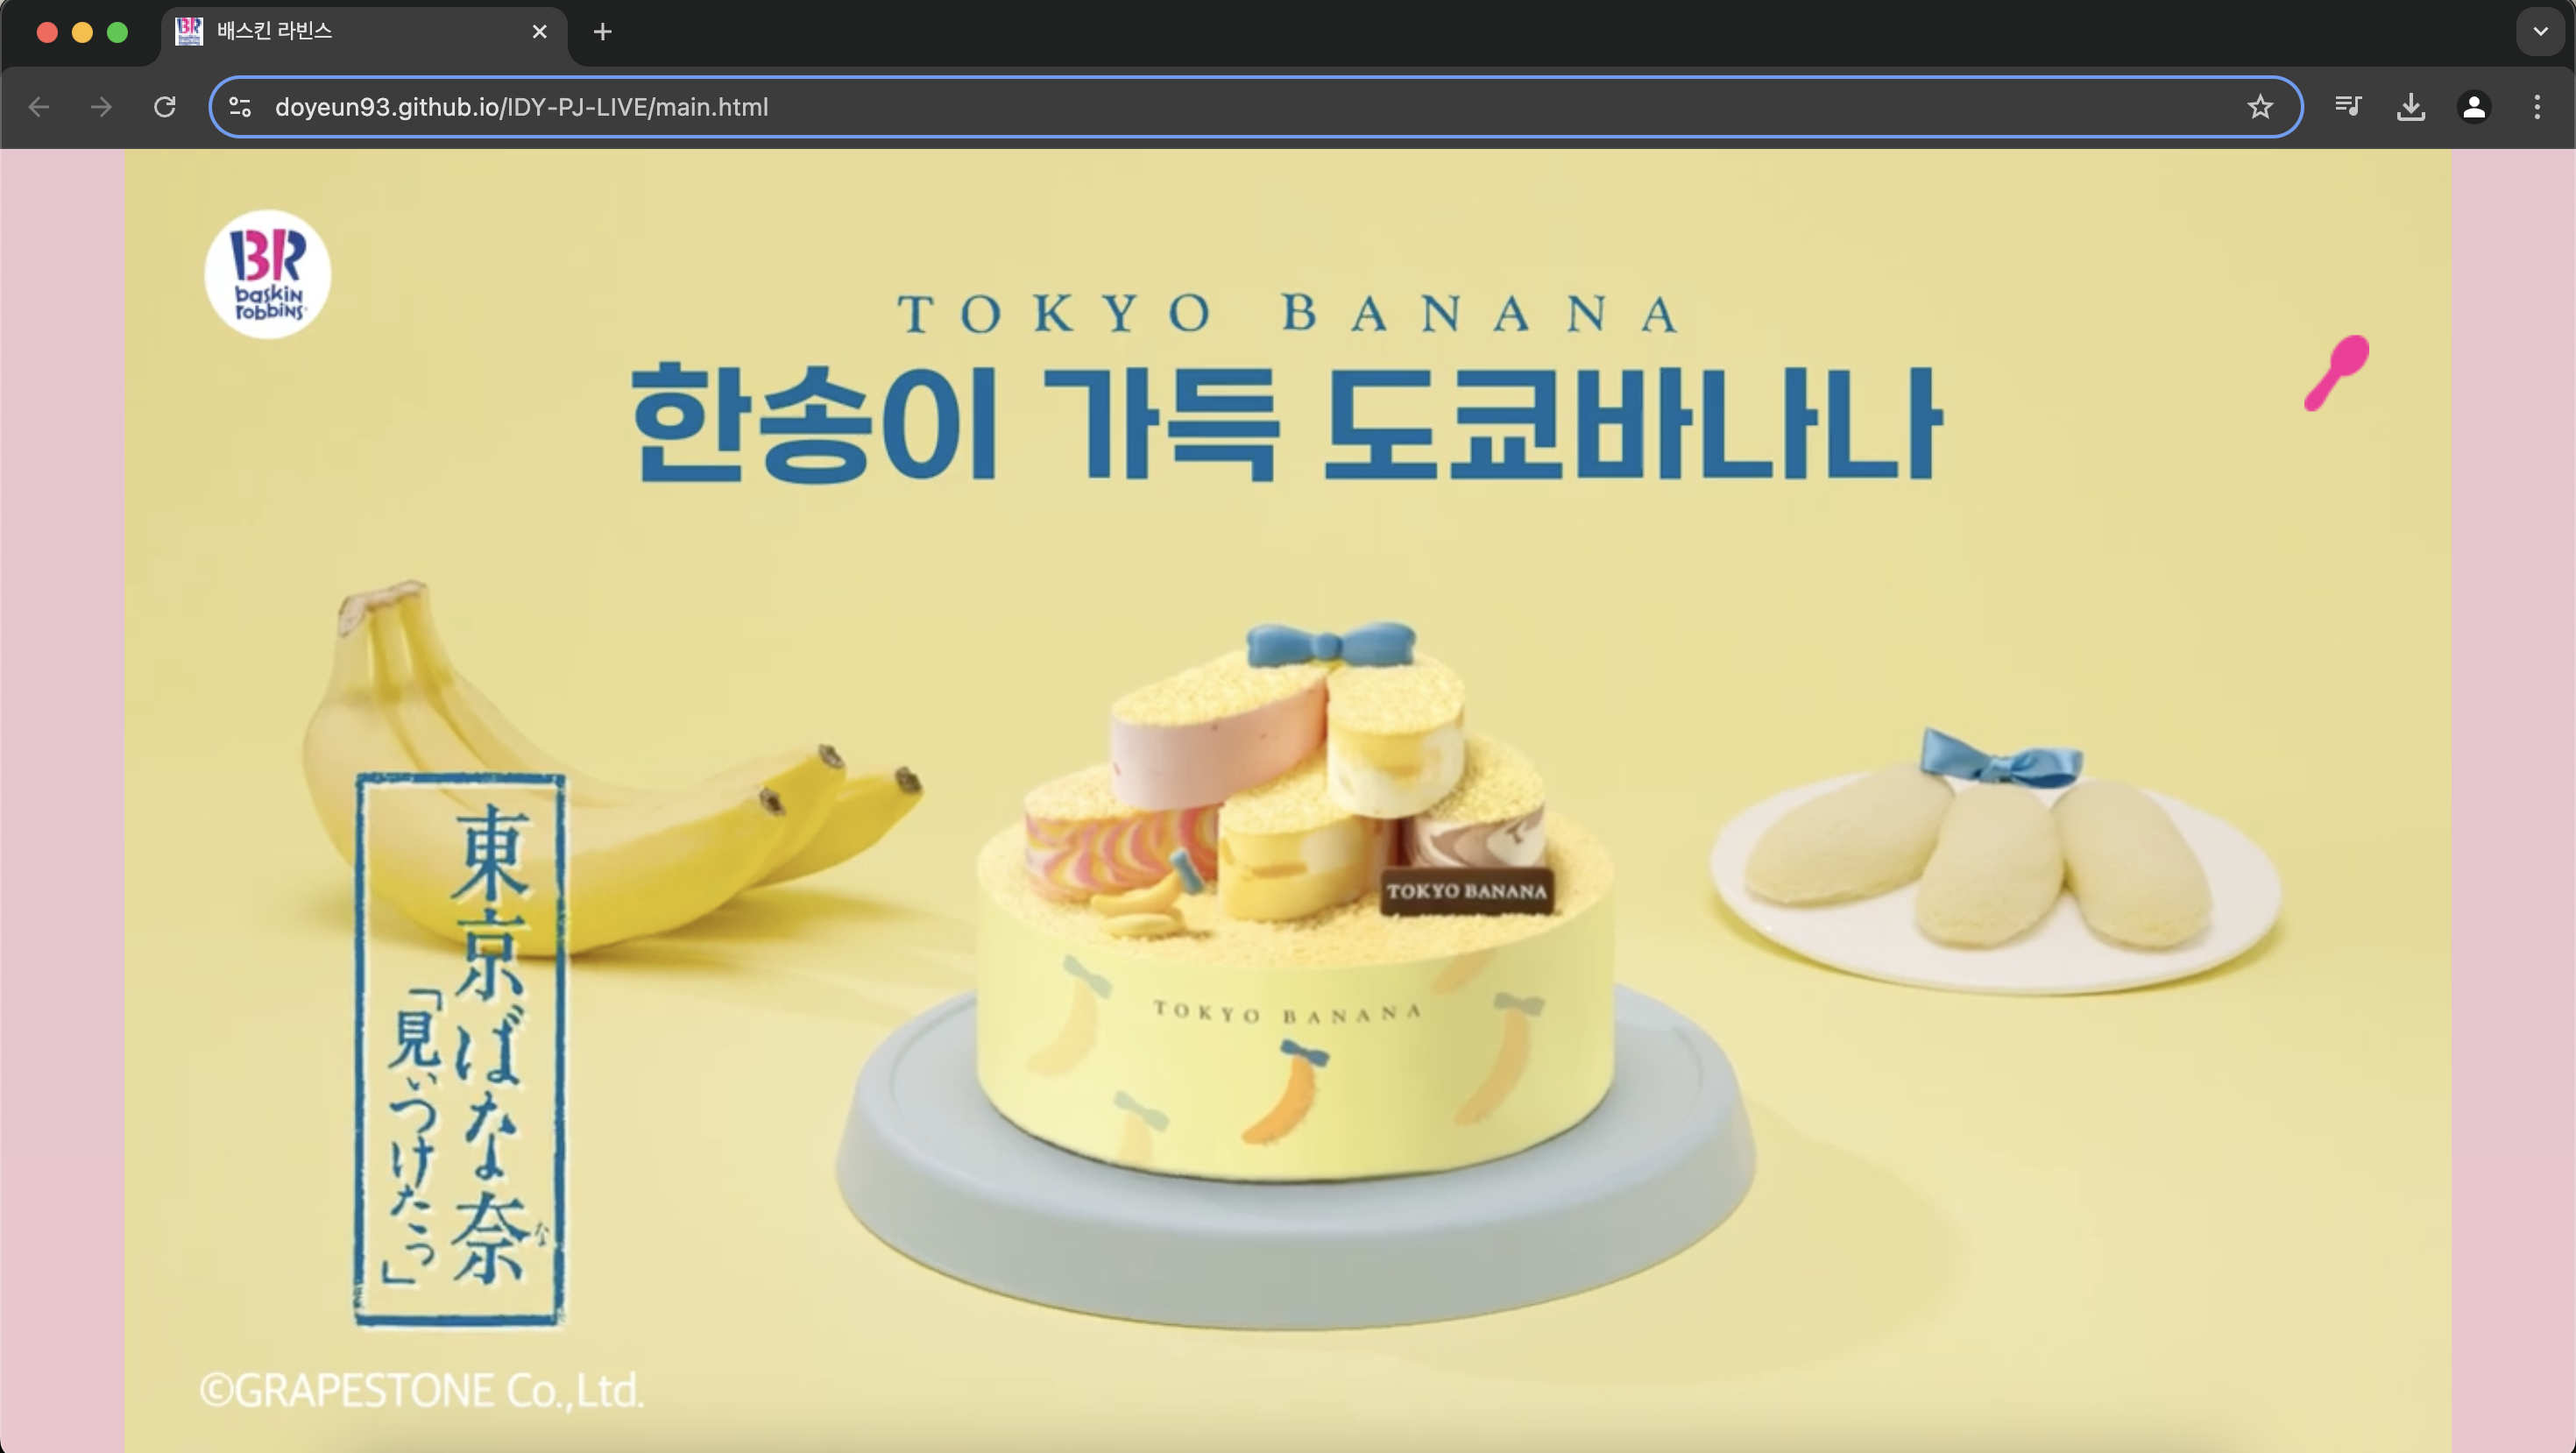 배스킨 라빈스
doyeun93.github.io/IDY-PJ-LIVE/main.html
BR
baskin
robbins
TOKYO BANANA
한송이 가득 도쿄바나나
東京ばな奈
な
「見ぃつけたっ」
TOKYO BANANA
TOKYO BANANA
©GRAPESTONE Co.,Ltd.